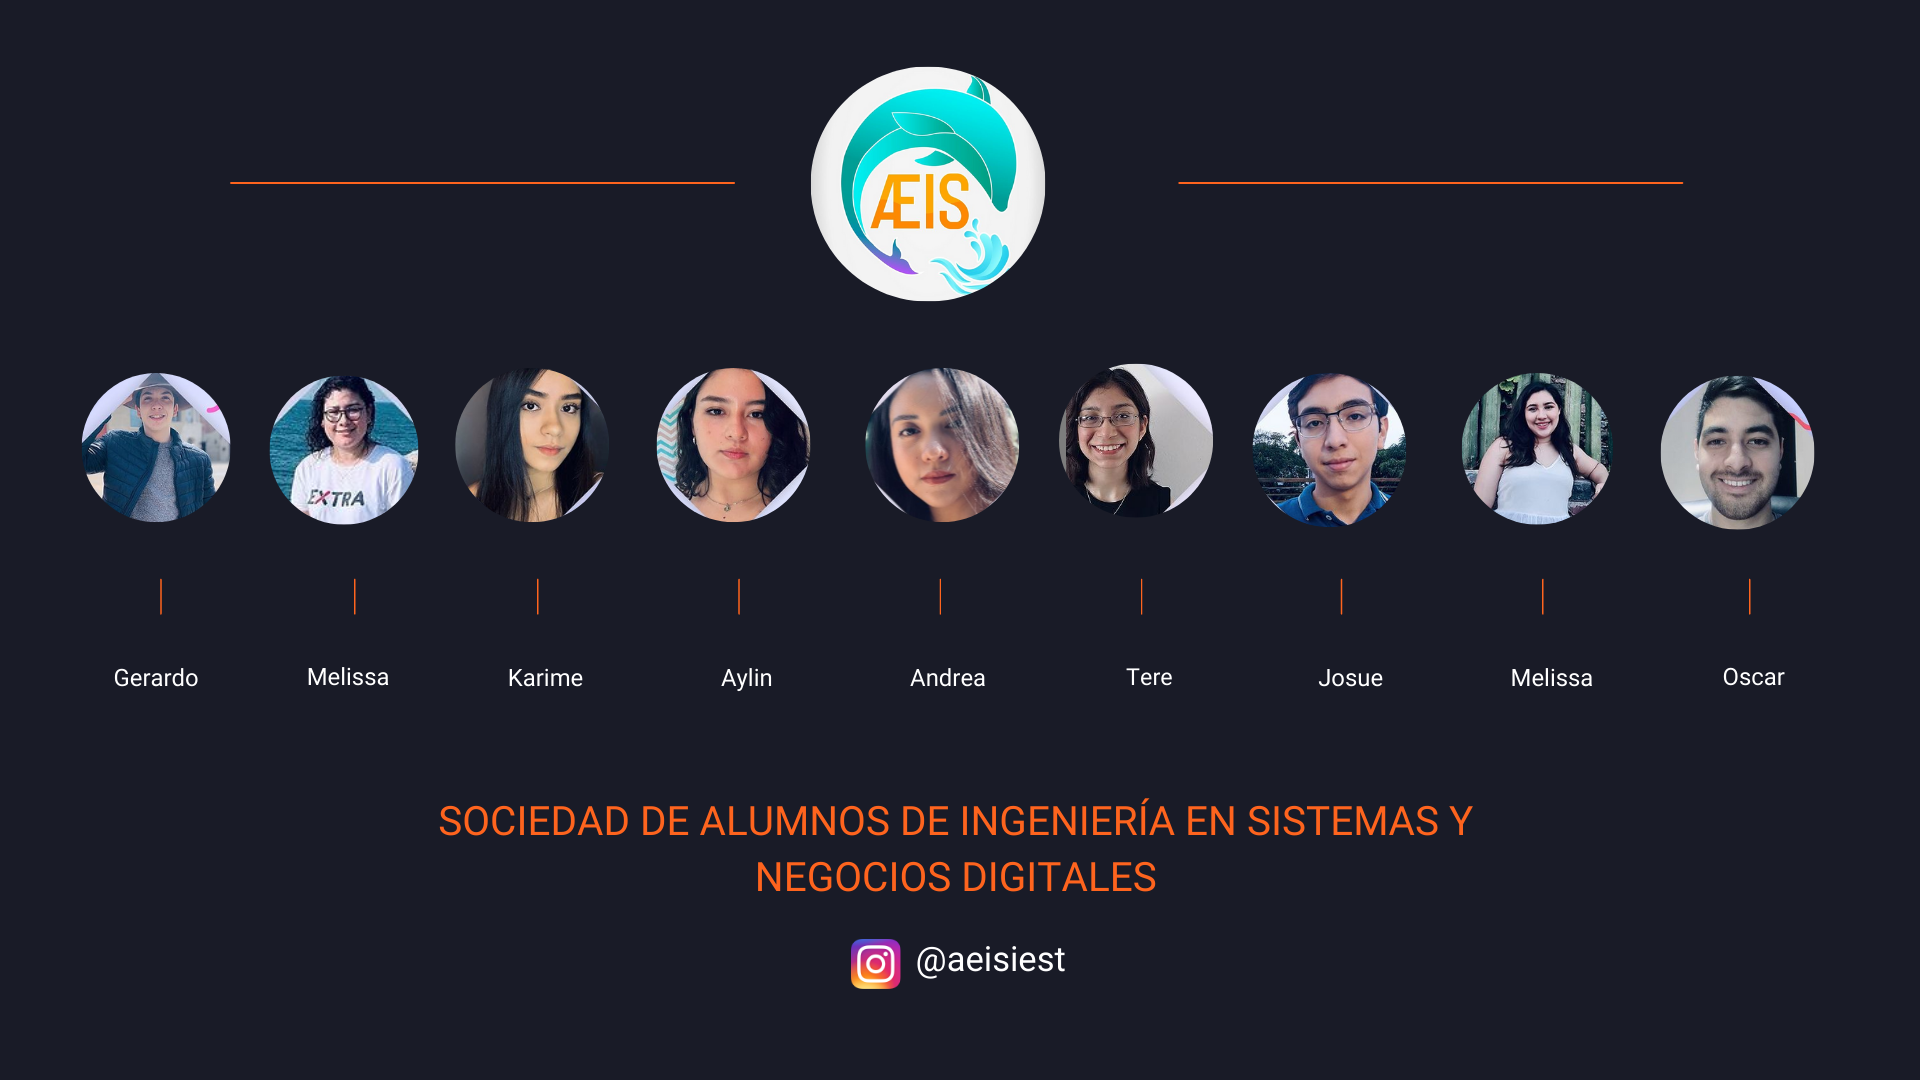 ÆIS
EXTRA
Gerardo
Melissa
Karime
Aylin
Andrea
Tere
Josue
Melissa
Oscar
SOCIEDAD DE ALUMNOS DE INGENIERÍA EN SISTEMAS Y
NEGOCIOS DIGITALES
@aeisiest